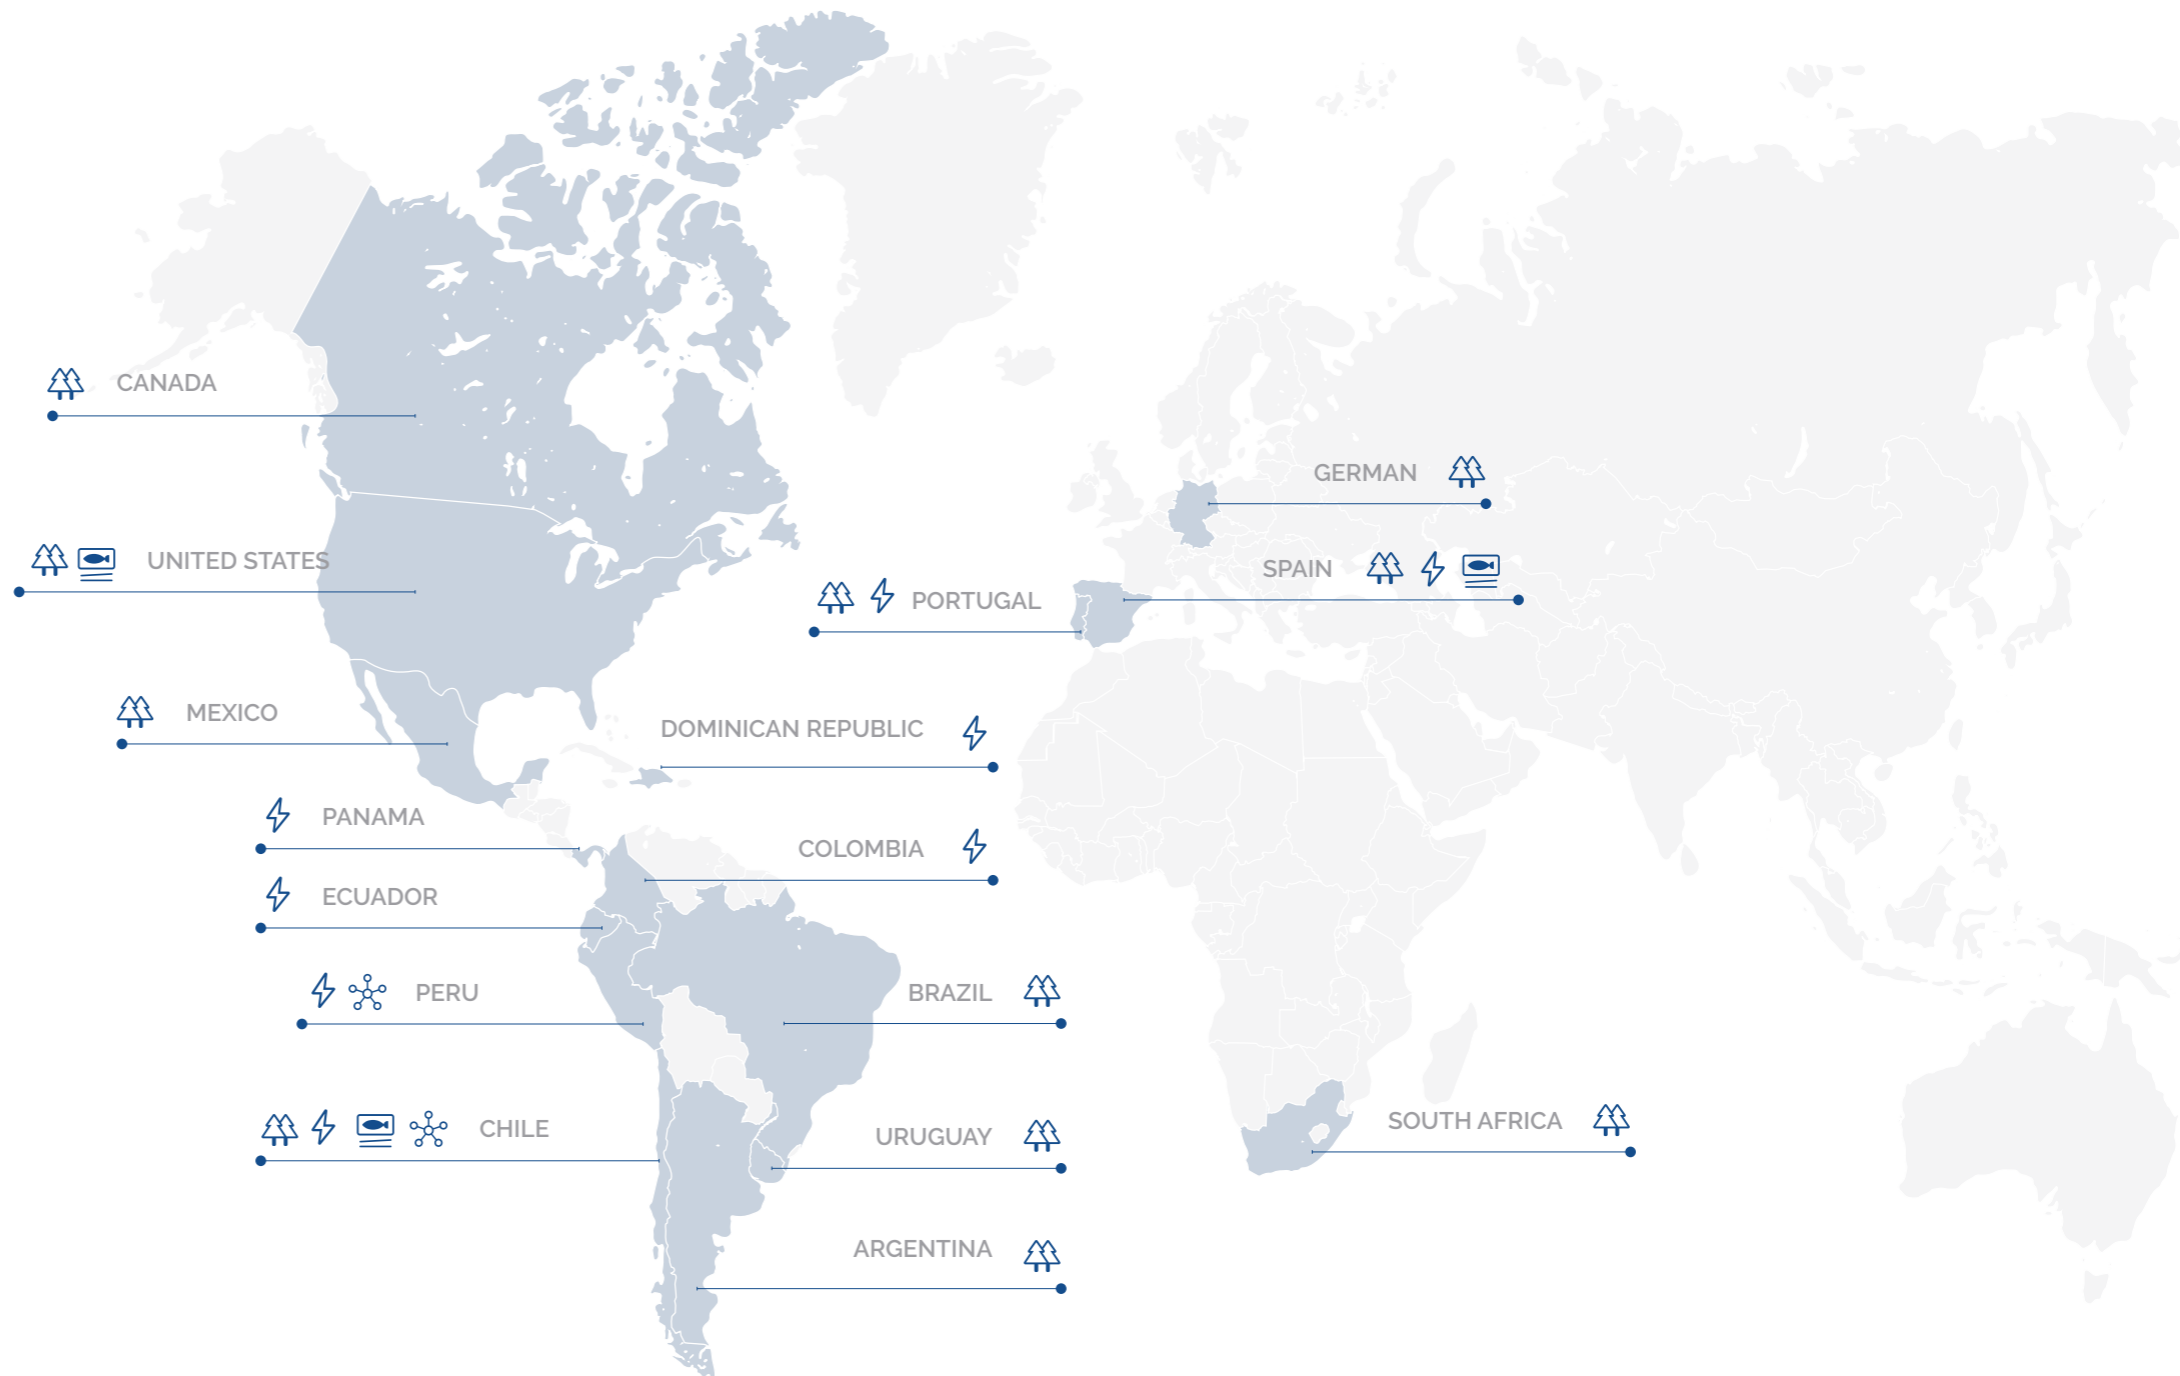 CANADA
GERMAN
UNITED STATES
SPAIN
PORTUGAL
MEXICO
DOMINICAN REPUBLIC
PANAMA
COLOMBIA
ECUADOR
PERU
BRAZIL
CHILE
URUGUAY
SOUTH AFRICA
ARGENTINA